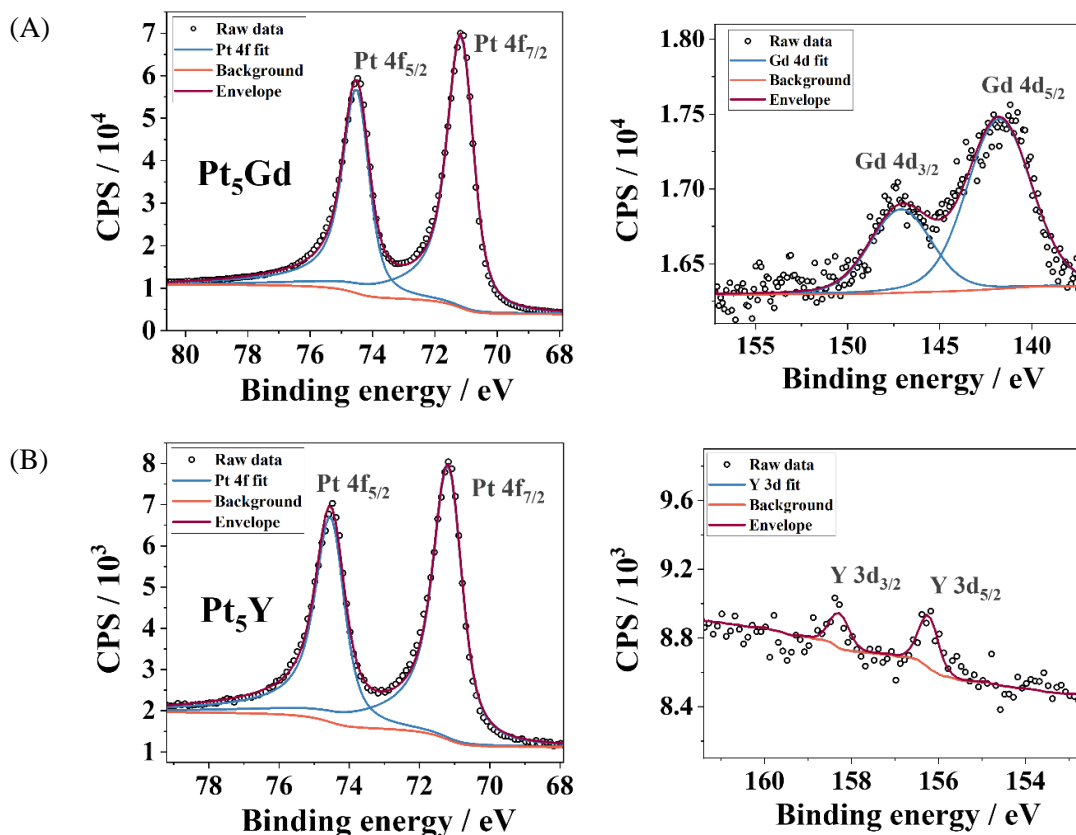 (A)
Raw data
Pt 4f fit
Background
Envelope
Pt 4f5/2
Pt 4f7/2
Pt5Gd
CPS / 10^4
7
6
5
4
3
2
1
0
80 78 76 74 72 70 68
Binding energy / eV
Raw data
Gd 4d fit
Background
Envelope
Gd 4d5/2
Gd 4d3/2
CPS / 10^4
1.80
1.75
1.70
1.65
155 150 145 140
Binding energy / eV
(B)
Raw data
Pt 4f fit
Background
Envelope
Pt 4f5/2
Pt 4f7/2
Pt5Y
CPS / 10^3
8
7
6
5
4
3
2
1
78 76 74 72 70 68
Binding energy / eV
Raw data
Y 3d fit
Background
Envelope
Y 3d3/2
Y 3d5/2
CPS / 10^3
9.6
9.2
8.8
8.4
160 158 156 154
Binding energy / eV